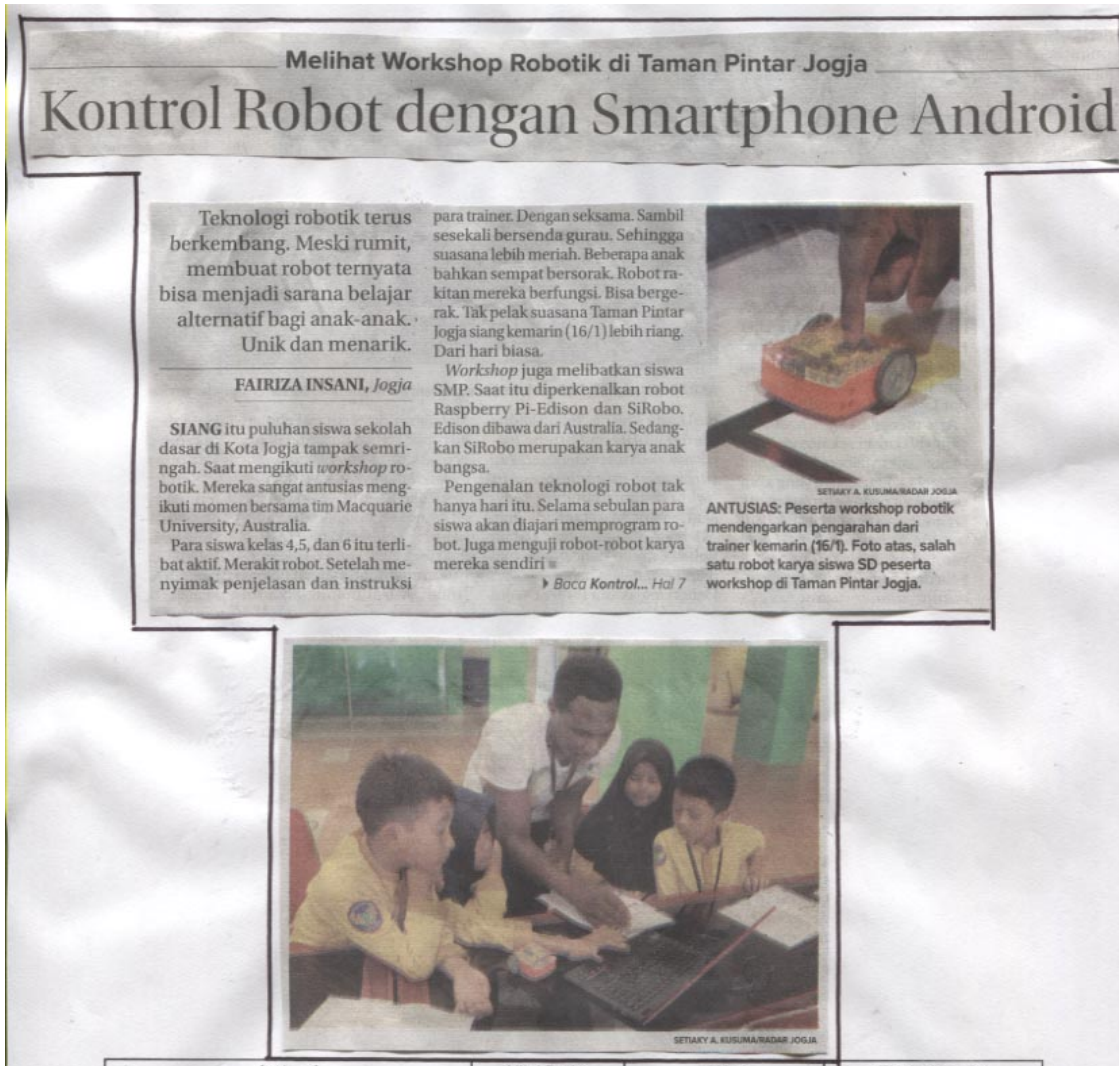 Melihat Workshop Robotik di Taman Pintar Jogja
Kontrol Robot dengan Smartphone Android
Teknologi robotik terus
berkembang. Meski rumit,
membuat robot ternyata
bisa menjadi sarana belajar
alternatif bagi anak-anak.
Unik dan menarik.
FAIRIZA INSANI, Jogja
SIANG itu puluhan siswa sekolah
dasar di Kota Jogja tampak semri-
ngah. Saat mengikuti workshop ro-
botik. Mereka sangat antusias meng-
ikuti momen bersama tim Macquarie
University, Australia.
Para siswa kelas 4,5, dan 6 itu terli-
bat aktif. Merakit robot. Setelah me-
nyimak penjelasan dan instruksi
para trainer. Dengan seksama. Sambil
sesekali bersenda gurau. Sehingga
suasana lebih meriah. Beberapa anak
bahkan sempat bersorak. Robot ra-
kitan mereka berfungsi. Bisa berge-
rak. Tak pelak suasana Taman Pintar
Jogja siang kemarin (16/1) lebih riang.
Dari hari biasa.
Workshop juga melibatkan siswa
SMP. Saat itu diperkenalkan robot
Raspberry Pi-Edison dan SiRobo.
Edison dibawa dari Australia. Sedang-
kan SiRobo merupakan karya anak
bangsa.
Pengenalan teknologi robot tak
hanya hari itu. Selama sebulan para
siswa akan diajari memprogram ro-
bot. Juga menguji robot-robot karya
mereka sendiri
Baca Kontrol... Hal 7
SETIAKY A. KUSUMA/RADAR JOGJA
ANTUSIAS: Peserta workshop robotik
mendengarkan pengarahan dari
trainer kemarin (16/1). Foto atas, salah
satu robot karya siswa SD peserta
workshop di Taman Pintar Jogja.
SETIAKY A. KUSUMA/RADAR JOGJA